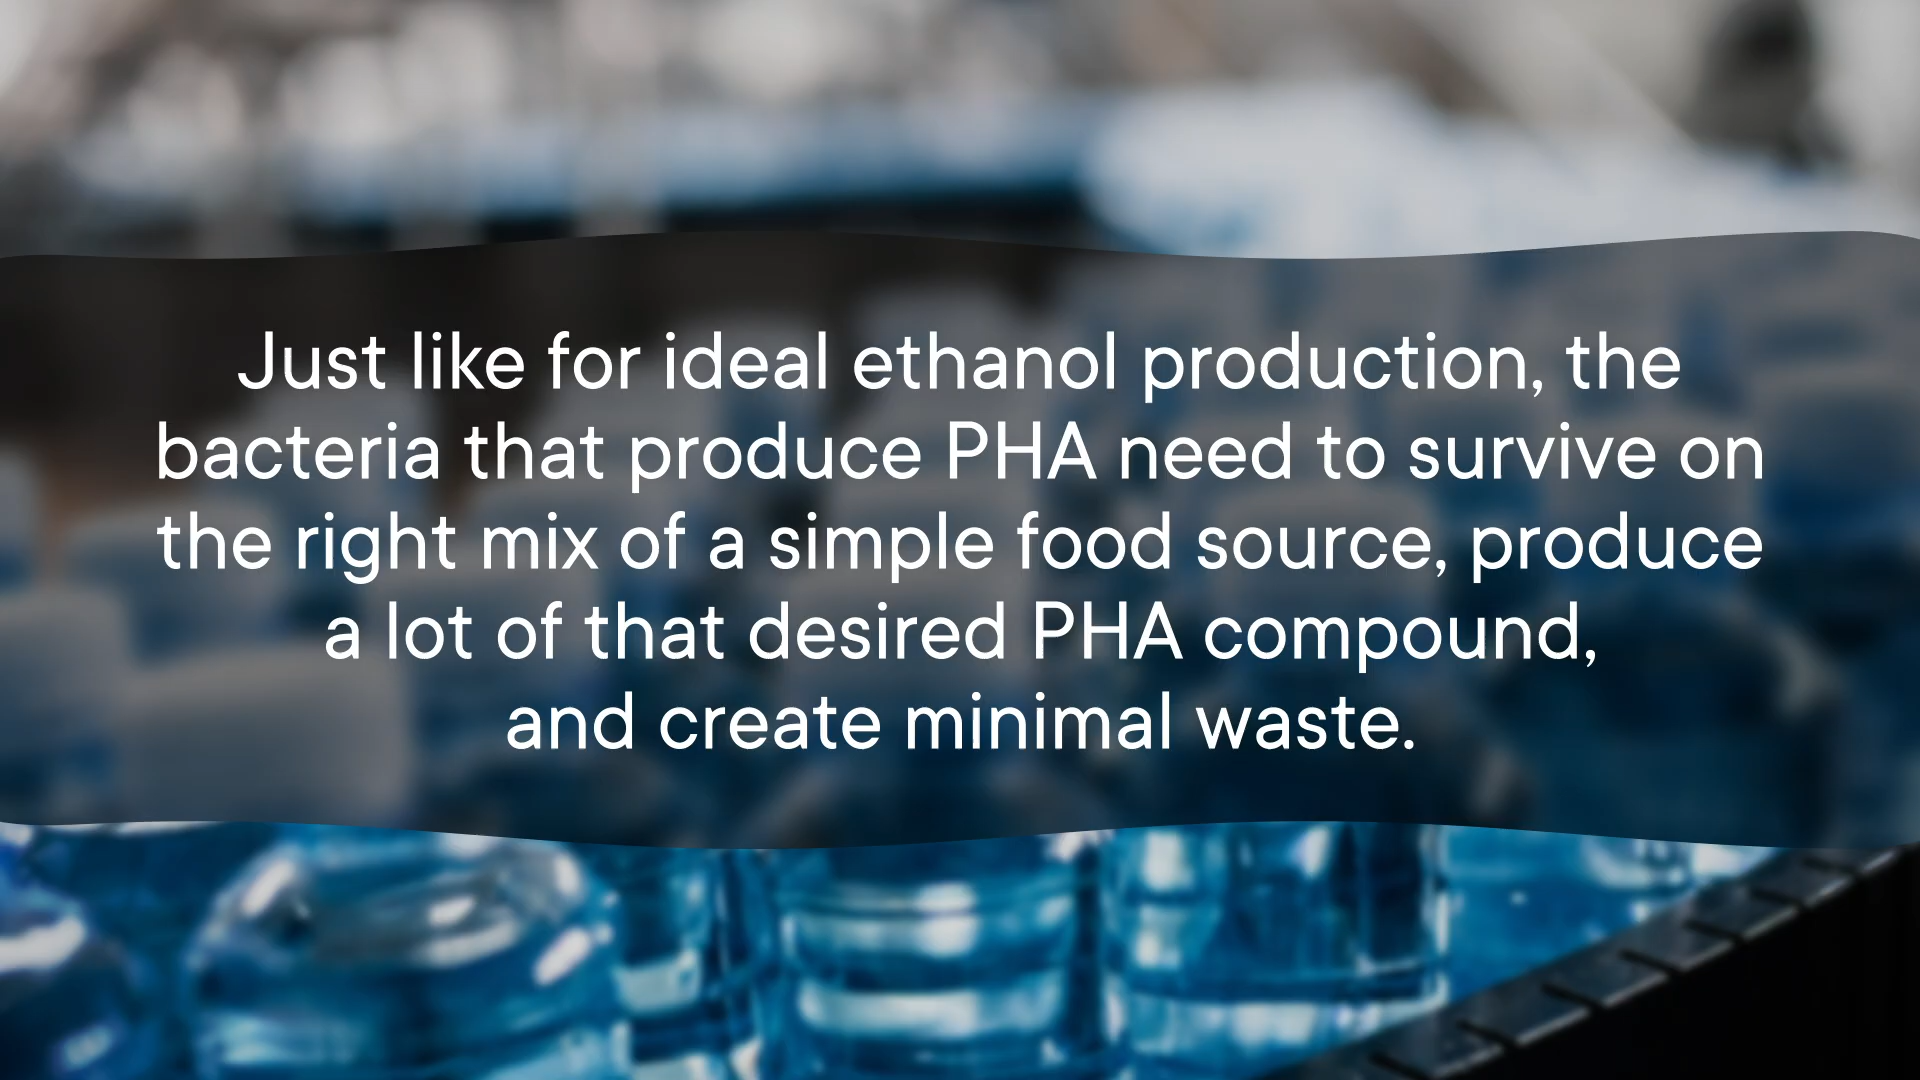 Just like for ideal ethanol production, the
bacteria that produce PHA need to survive on
the right mix of a simple food source, produce
a lot of that desired PHA compound,
and create minimal waste.